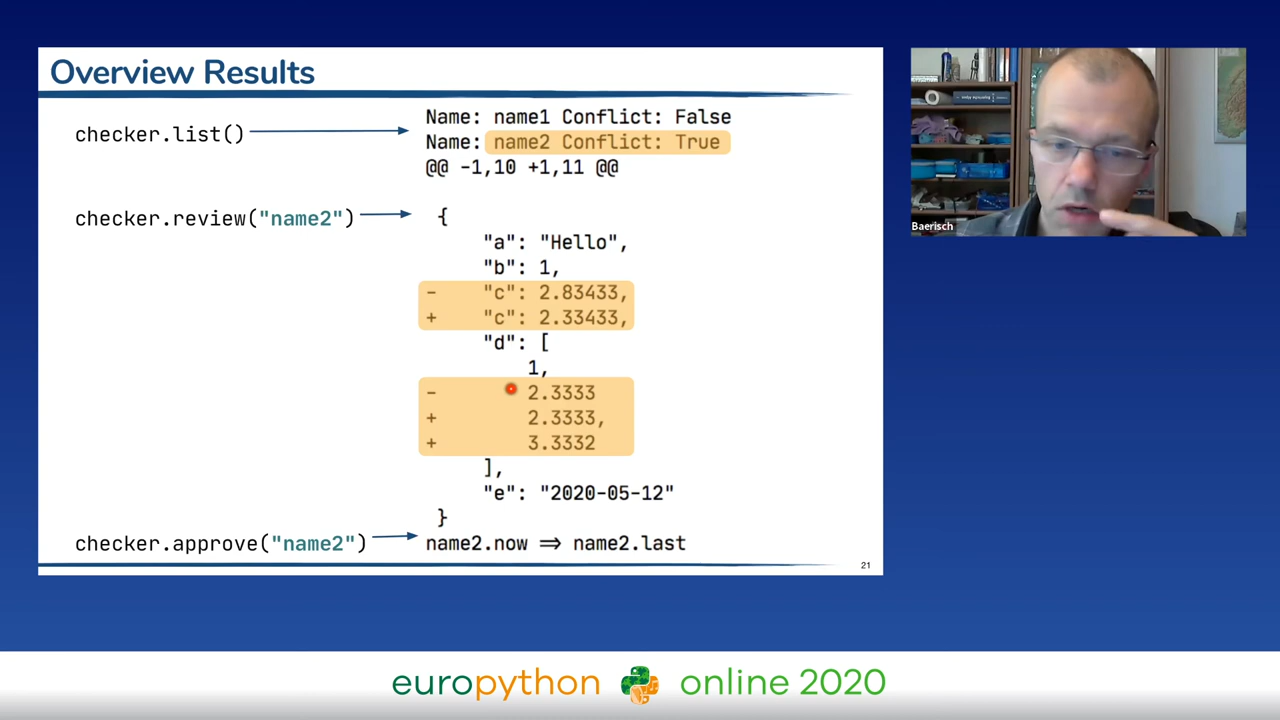 Overview Results
checker.list()
Name: name1 Conflict: False
Name: name2 Conflict: True
@@ -1,10 +1,11 @@
checker.review("name2")
{
"a": "Hello",
"b": 1,
- "c": 2.83433,
+ "c": 2.33433,
"d": [
1,
- 2.3333
+ 2.3333,
+ 3.3332
],
"e": "2020-05-12"
}
checker.approve("name2")
name2.now ⇒ name2.last
21
Baerisch
europython online 2020